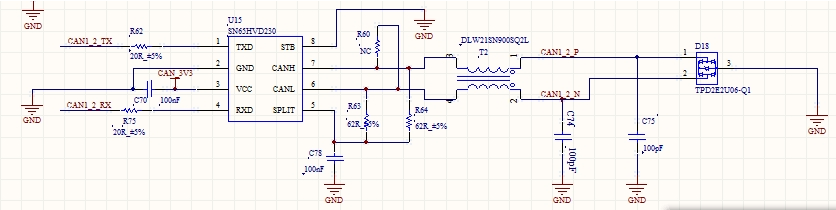 GND
R62
CAN1_2_TX
20R_±5%
GND
CAN_3V3
C70
100nF
CAN1_2_RX
R75
20R_±5%
U15
SN65HVD230
1 TXD STB 8
2 GND CANH 7
3 VCC CANL 6
4 RXD SPLIT 5
GND
R60
NC
R63
62R_±5%
R64
62R_±5%
C78
100nF
GND
DLW21SN900SQ2L
T2
3
1
4
2
CAN1_2_P
CAN1_2_N
C74
100pF
GND
C75
100pF
GND
D18
1
2
3
TPD2E2U06-Q1
GND